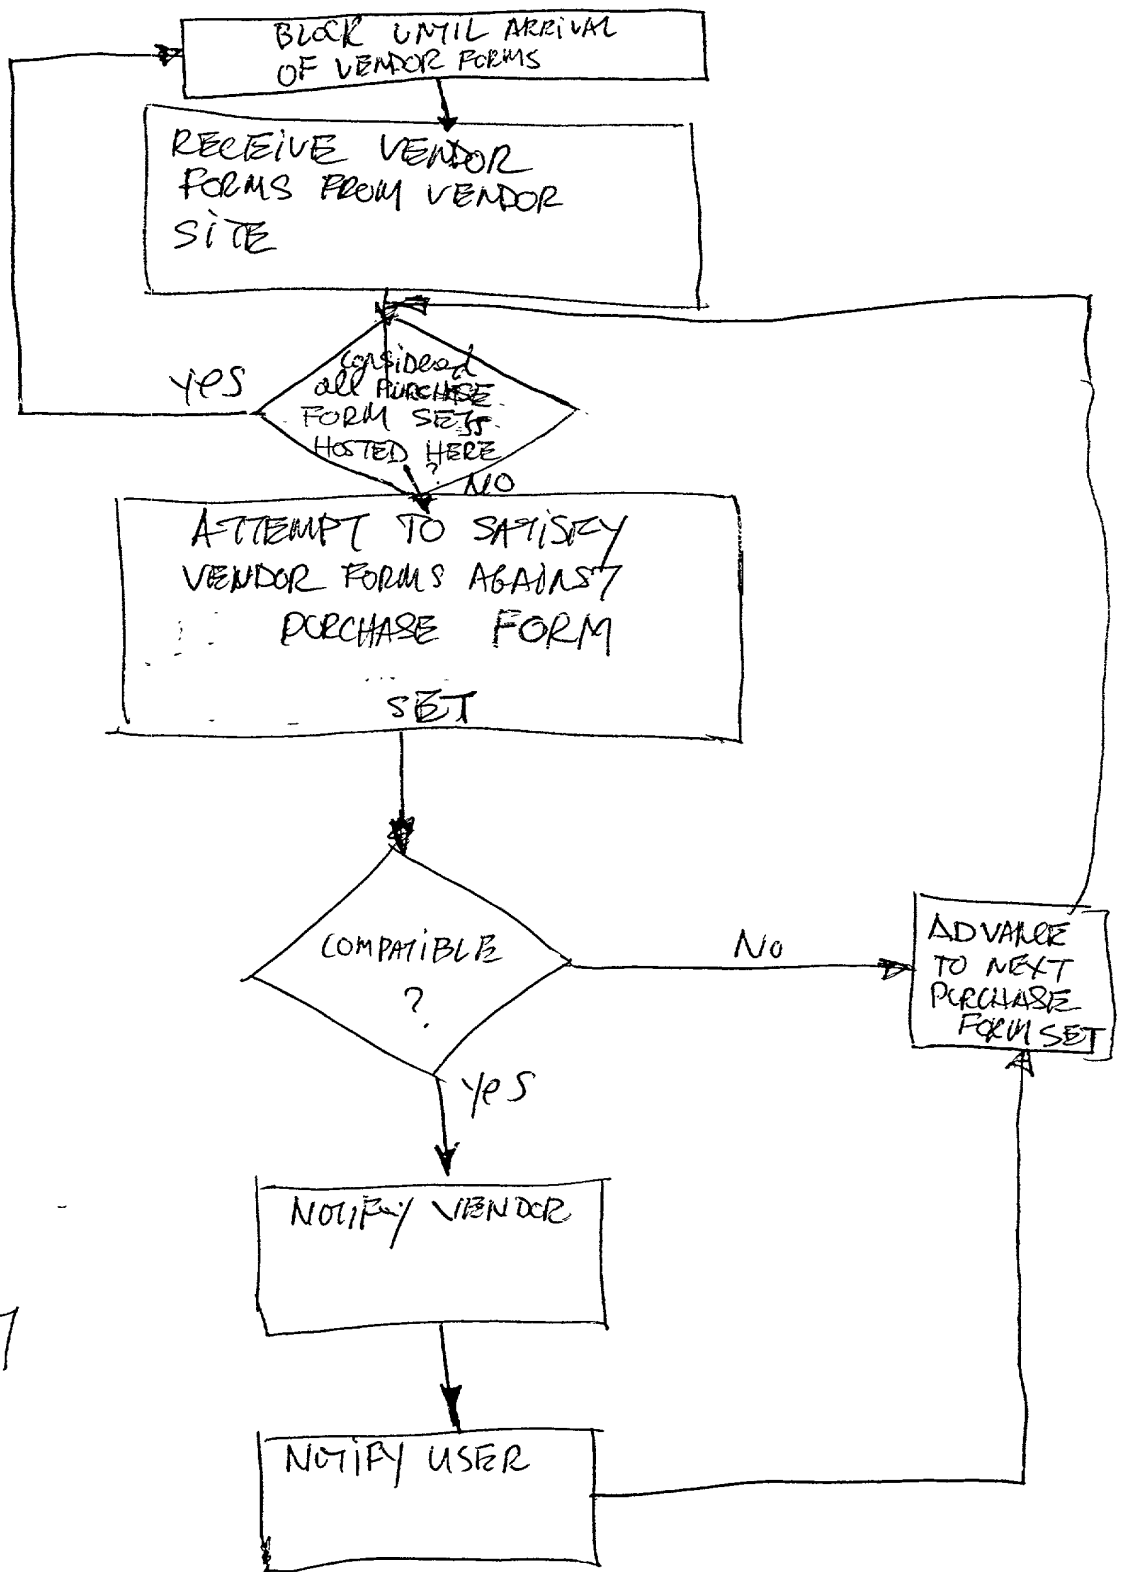 BLOCK UNTIL ARRIVAL
OF VENDOR FORMS
RECEIVE VENDOR
FORMS FROM VENDOR
SITE
considered
all PURCHASE
FORM SETS
HOSTED HERE
?
yes
NO
ATTEMPT TO SATISFY
VENDOR FORMS AGAINST
PURCHASE FORM
SET
COMPATIBLE
?
No
ADVANCE
TO NEXT
PURCHASE
FORM SET
yes
NOTIFY VENDOR
NOTIFY USER